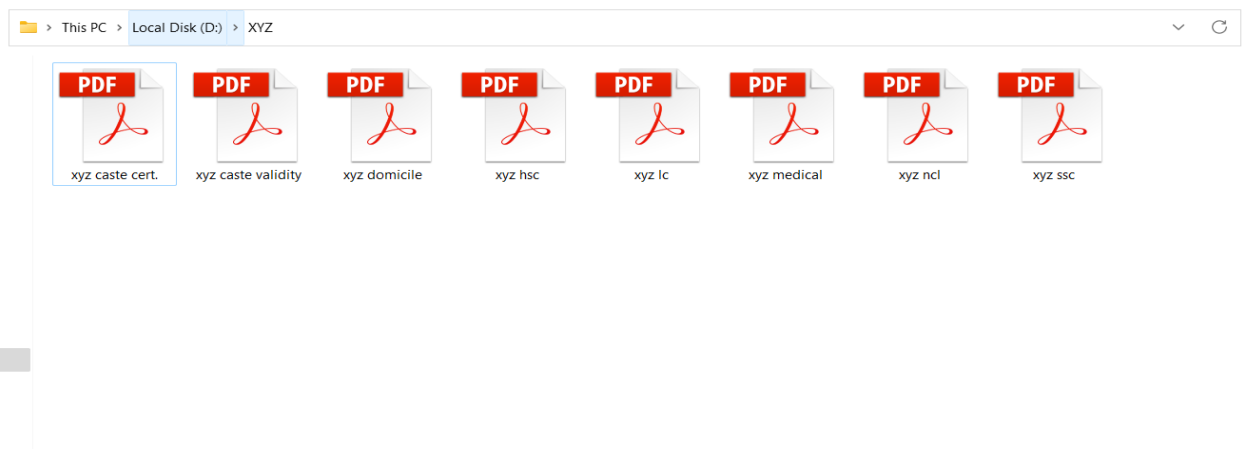 This PC > Local Disk (D:) > XYZ
PDF PDF PDF PDF PDF PDF PDF PDF
xyz caste cert. xyz caste validity xyz domicile xyz hsc xyz lc xyz medical xyz ncl xyz ssc